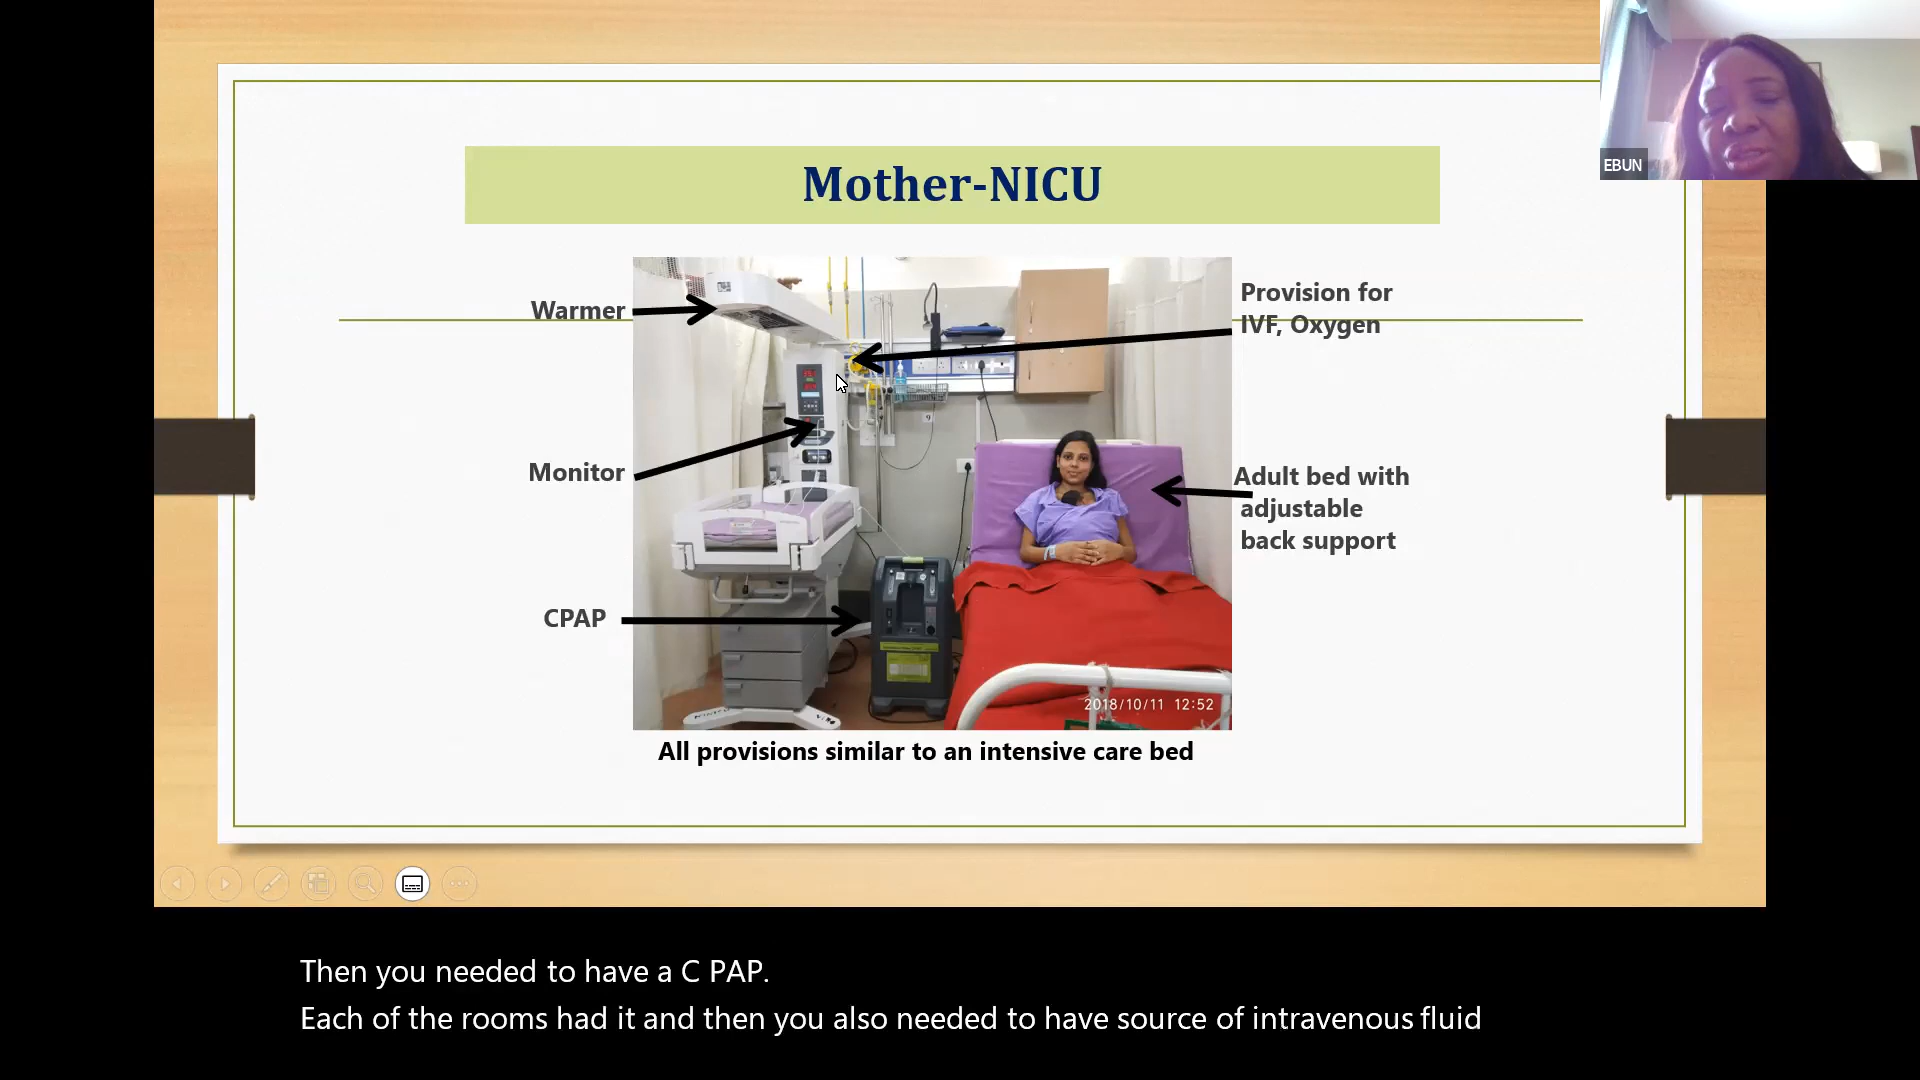 EBUN
Mother-NICU
Warmer
Provision for
IVF, Oxygen
Monitor
Adult bed with
adjustable
back support
CPAP
2018/10/11 12:52
All provisions similar to an intensive care bed
Then you needed to have a C PAP.
Each of the rooms had it and then you also needed to have source of intravenous fluid